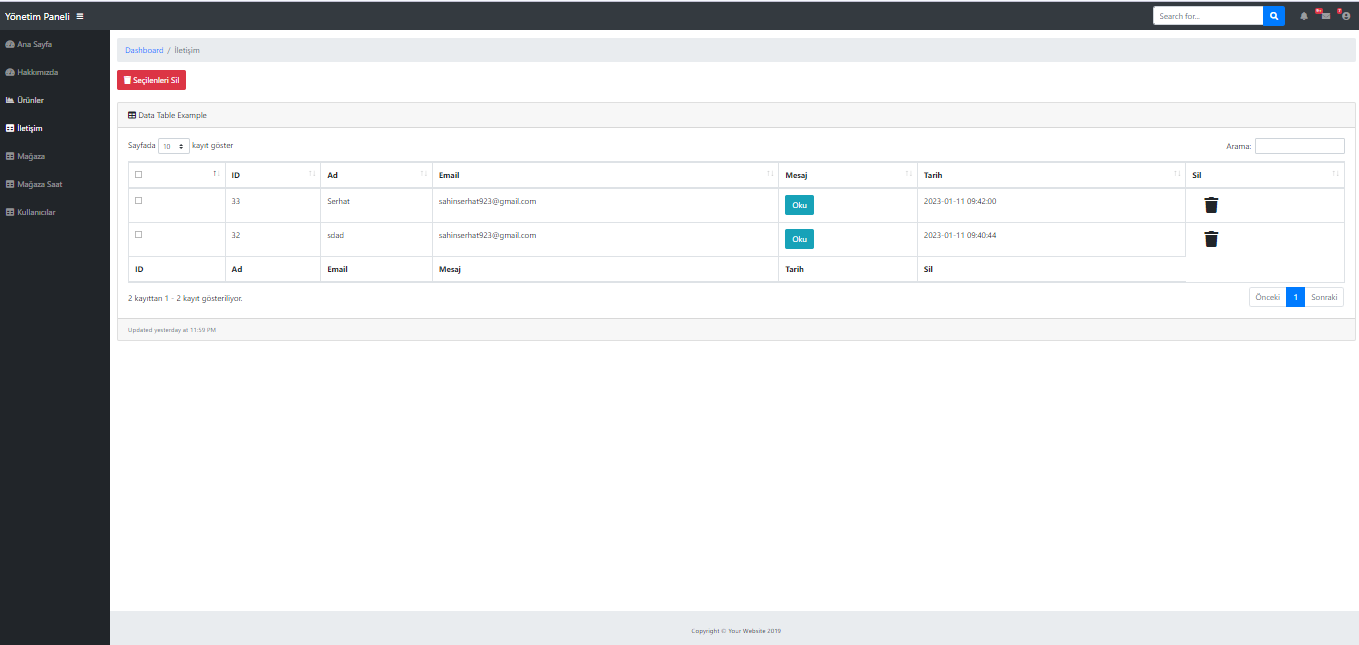 Yönetim Paneli
Search for...
9+
7
Ana Sayfa
Hakkımızda
Ürünler
İletişim
Mağaza
Mağaza Saat
Kullanıcılar
Dashboard / İletişim
Seçilenleri Sil
Data Table Example
Sayfada 10 kayıt göster
Arama:
ID Ad Email Mesaj Tarih Sil
33 Serhat sahinserhat923@gmail.com Oku 2023-01-11 09:42:00
32 sdad sahinserhat923@gmail.com Oku 2023-01-11 09:40:44
ID Ad Email Mesaj Tarih Sil
2 kayıttan 1 - 2 kayıt gösteriliyor.
Önceki 1 Sonraki
Updated yesterday at 11:59 PM
Copyright © Your Website 2019